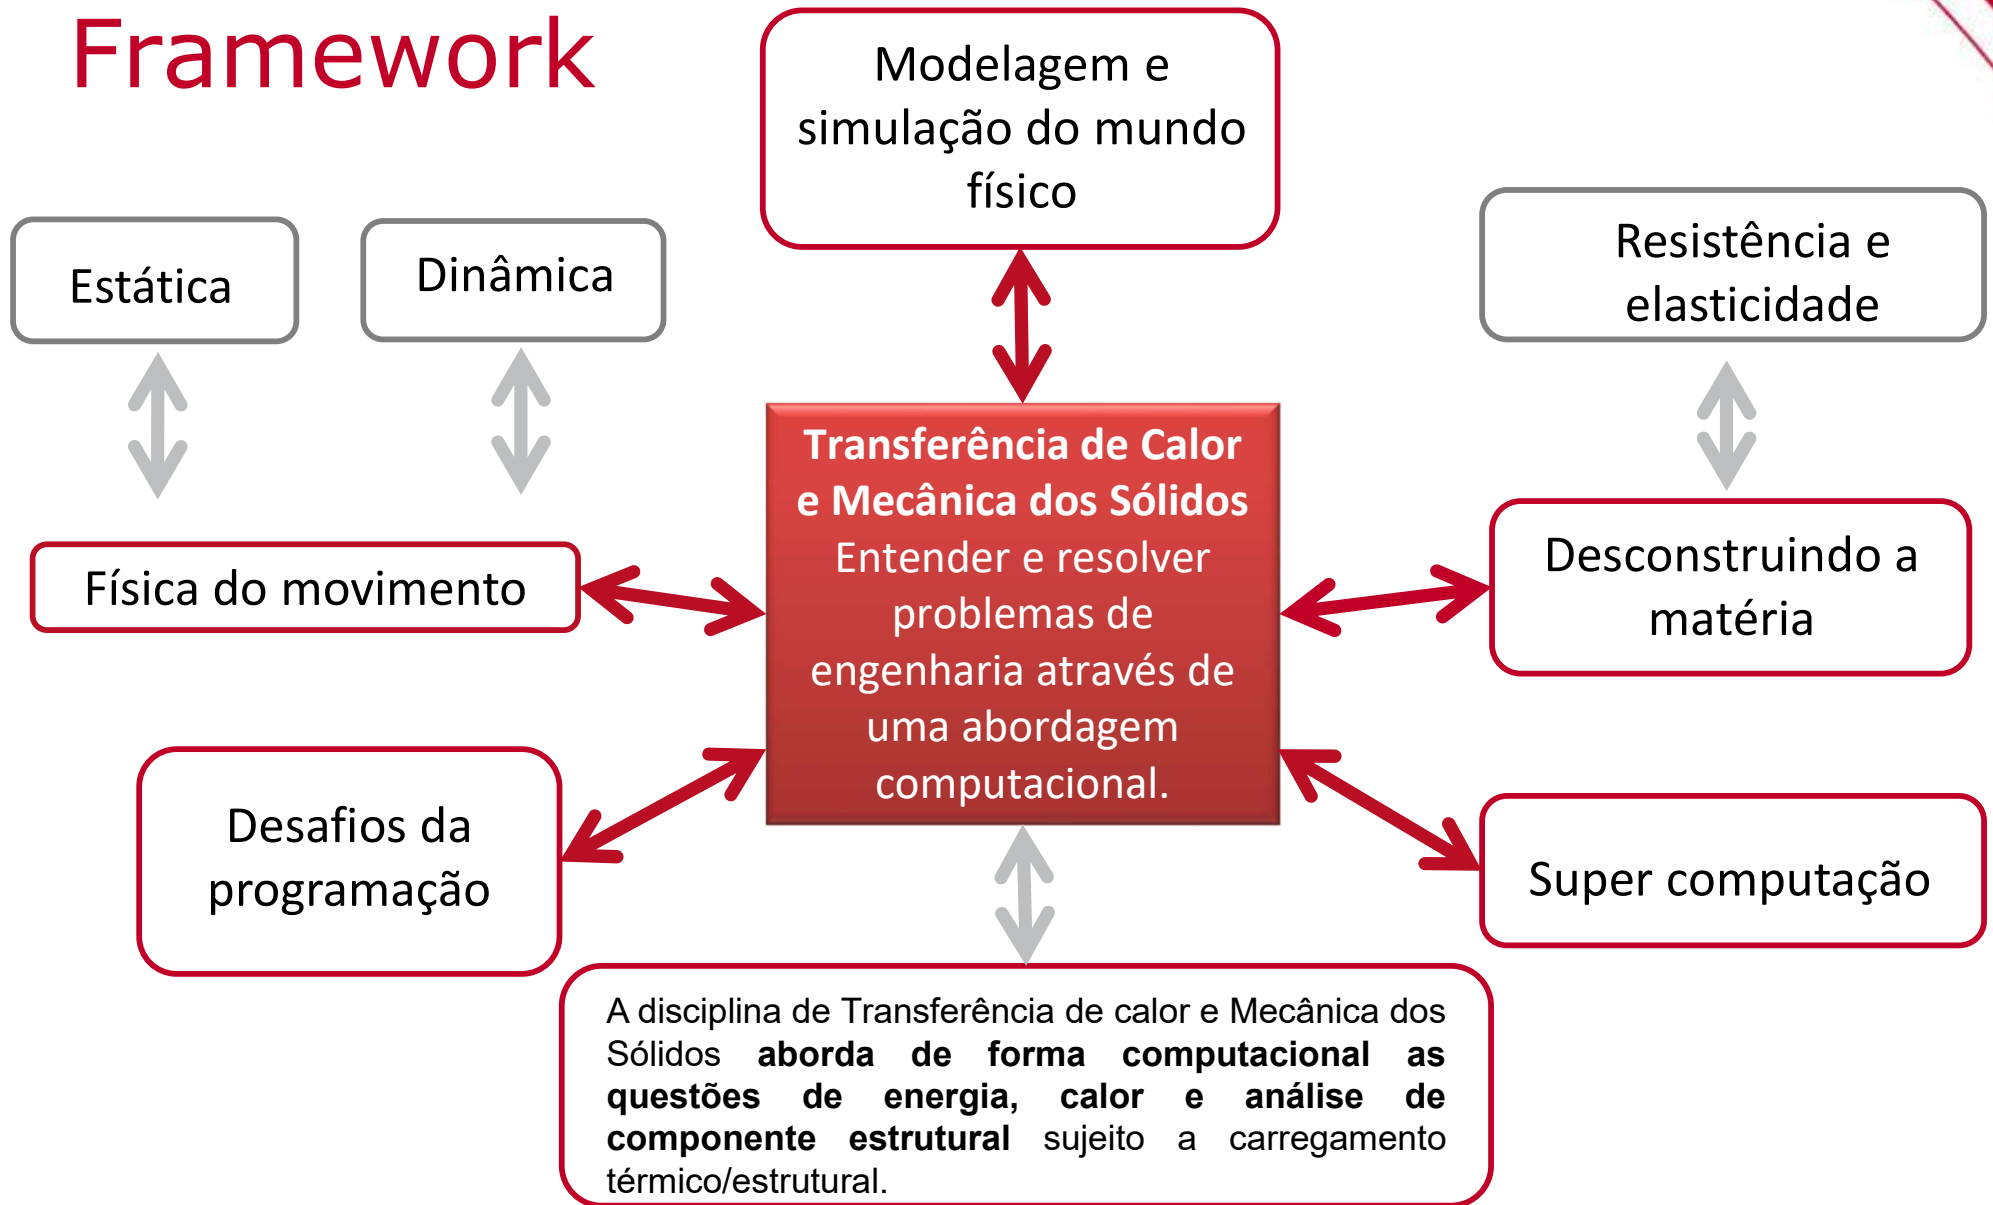 Framework
Modelagem e
simulação do mundo
físico
Estática
Dinâmica
Resistência e
elasticidade
Transferência de Calor
e Mecânica dos Sólidos
Entender e resolver
problemas de
engenharia através de
uma abordagem
computacional.
Física do movimento
Desconstruindo a
matéria
Desafios da
programação
Super computação
A disciplina de Transferência de calor e Mecânica dos
Sólidos aborda de forma computacional as
questões de energia, calor e análise de
componente estrutural sujeito a carregamento
térmico/estrutural.